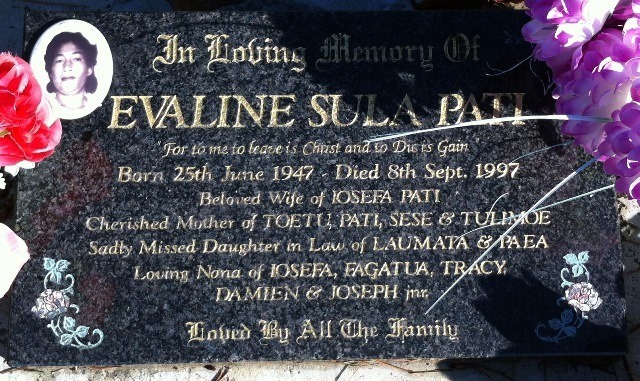 In Loving Memory Of
EVALINE SULA PATI
"For to me to leave is Christ and to Die is Gain
Born 25th June 1947 - Died 8th Sept. 1997
Beloved Wife of IOSEFA PATI
Cherished Mother of TOETU, PATI, SESE & TULIMOE
Sadly Missed Daughter in Law of LAUMATA & PAEA
Loving Nona of IOSEFA, FAGATUA, TRACY,
DAMIEN & JOSEPH jnr.
Loved By All The Family